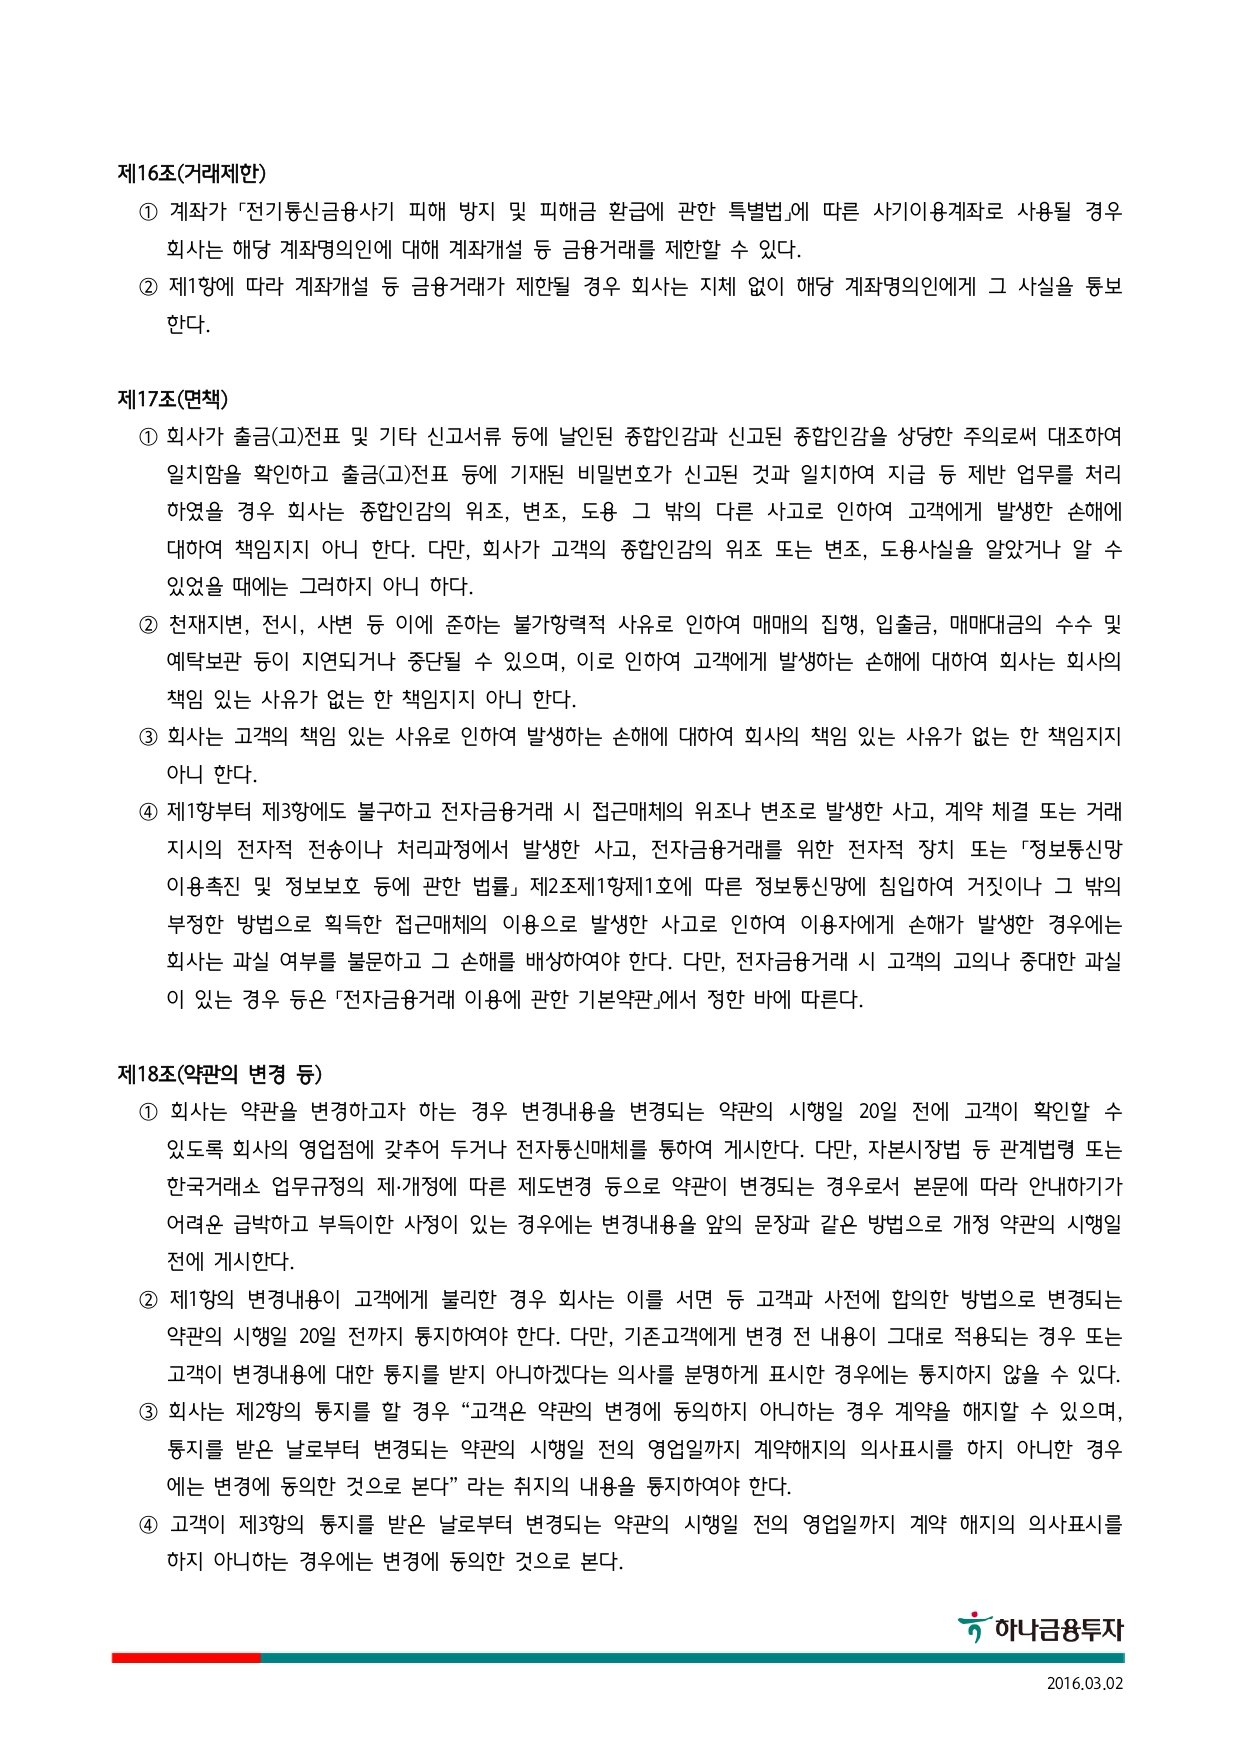 제16조(거래제한)
① 계좌가 「전기통신금융사기 피해 방지 및 피해금 환급에 관한 특별법」에 따른 사기이용계좌로 사용될 경우
회사는 해당 계좌명의인에 대해 계좌개설 등 금융거래를 제한할 수 있다.
② 제1항에 따라 계좌개설 등 금융거래가 제한될 경우 회사는 지체 없이 해당 계좌명의인에게 그 사실을 통보
한다.
제17조(면책)
① 회사가 출금(고)전표 및 기타 신고서류 등에 날인된 종합인감과 신고된 종합인감을 상당한 주의로써 대조하여
일치함을 확인하고 출금(고)전표 등에 기재된 비밀번호가 신고된 것과 일치하여 지급 등 제반 업무를 처리
하였을 경우 회사는 종합인감의 위조, 변조, 도용 그 밖의 다른 사고로 인하여 고객에게 발생한 손해에
대하여 책임지지 아니 한다. 다만, 회사가 고객의 종합인감의 위조 또는 변조, 도용사실을 알았거나 알 수
있었을 때에는 그러하지 아니 하다.
② 천재지변, 전시, 사변 등 이에 준하는 불가항력적 사유로 인하여 매매의 집행, 입출금, 매매대금의 수수 및
예탁보관 등이 지연되거나 중단될 수 있으며, 이로 인하여 고객에게 발생하는 손해에 대하여 회사는 회사의
책임 있는 사유가 없는 한 책임지지 아니 한다.
③ 회사는 고객의 책임 있는 사유로 인하여 발생하는 손해에 대하여 회사의 책임 있는 사유가 없는 한 책임지지
아니 한다.
④ 제1항부터 제3항에도 불구하고 전자금융거래 시 접근매체의 위조나 변조로 발생한 사고, 계약 체결 또는 거래
지시의 전자적 전송이나 처리과정에서 발생한 사고, 전자금융거래를 위한 전자적 장치 또는 「정보통신망
이용촉진 및 정보보호 등에 관한 법률」 제2조제1항제1호에 따른 정보통신망에 침입하여 거짓이나 그 밖의
부정한 방법으로 획득한 접근매체의 이용으로 발생한 사고로 인하여 이용자에게 손해가 발생한 경우에는
회사는 과실 여부를 불문하고 그 손해를 배상하여야 한다. 다만, 전자금융거래 시 고객의 고의나 중대한 과실
이 있는 경우 등은 「전자금융거래 이용에 관한 기본약관」에서 정한 바에 따른다.
제18조(약관의 변경 등)
① 회사는 약관을 변경하고자 하는 경우 변경내용을 변경되는 약관의 시행일 20일 전에 고객이 확인할 수
있도록 회사의 영업점에 갖추어 두거나 전자통신매체를 통하여 게시한다. 다만, 자본시장법 등 관계법령 또는
한국거래소 업무규정의 제·개정에 따른 제도변경 등으로 약관이 변경되는 경우로서 본문에 따라 안내하기가
어려운 급박하고 부득이한 사정이 있는 경우에는 변경내용을 앞의 문장과 같은 방법으로 개정 약관의 시행일
전에 게시한다.
② 제1항의 변경내용이 고객에게 불리한 경우 회사는 이를 서면 등 고객과 사전에 합의한 방법으로 변경되는
약관의 시행일 20일 전까지 통지하여야 한다. 다만, 기존고객에게 변경 전 내용이 그대로 적용되는 경우 또는
고객이 변경내용에 대한 통지를 받지 아니하겠다는 의사를 분명하게 표시한 경우에는 통지하지 않을 수 있다.
③ 회사는 제2항의 통지를 할 경우 “고객은 약관의 변경에 동의하지 아니하는 경우 계약을 해지할 수 있으며,
통지를 받은 날로부터 변경되는 약관의 시행일 전의 영업일까지 계약해지의 의사표시를 하지 아니한 경우
에는 변경에 동의한 것으로 본다” 라는 취지의 내용을 통지하여야 한다.
④ 고객이 제3항의 통지를 받은 날로부터 변경되는 약관의 시행일 전의 영업일까지 계약 해지의 의사표시를
하지 아니하는 경우에는 변경에 동의한 것으로 본다.
하나금융투자
2016.03.02